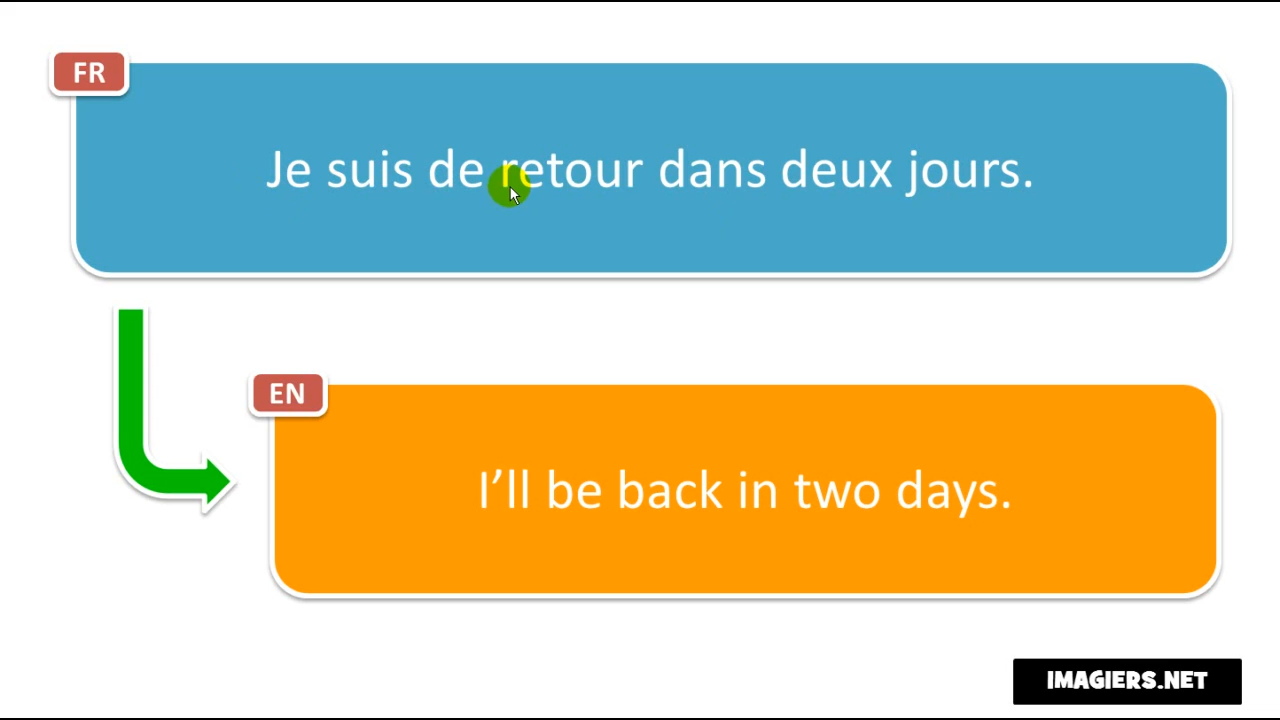 FR
Je suis de retour dans deux jours.
EN
I’ll be back in two days.
IMAGIERS.NET